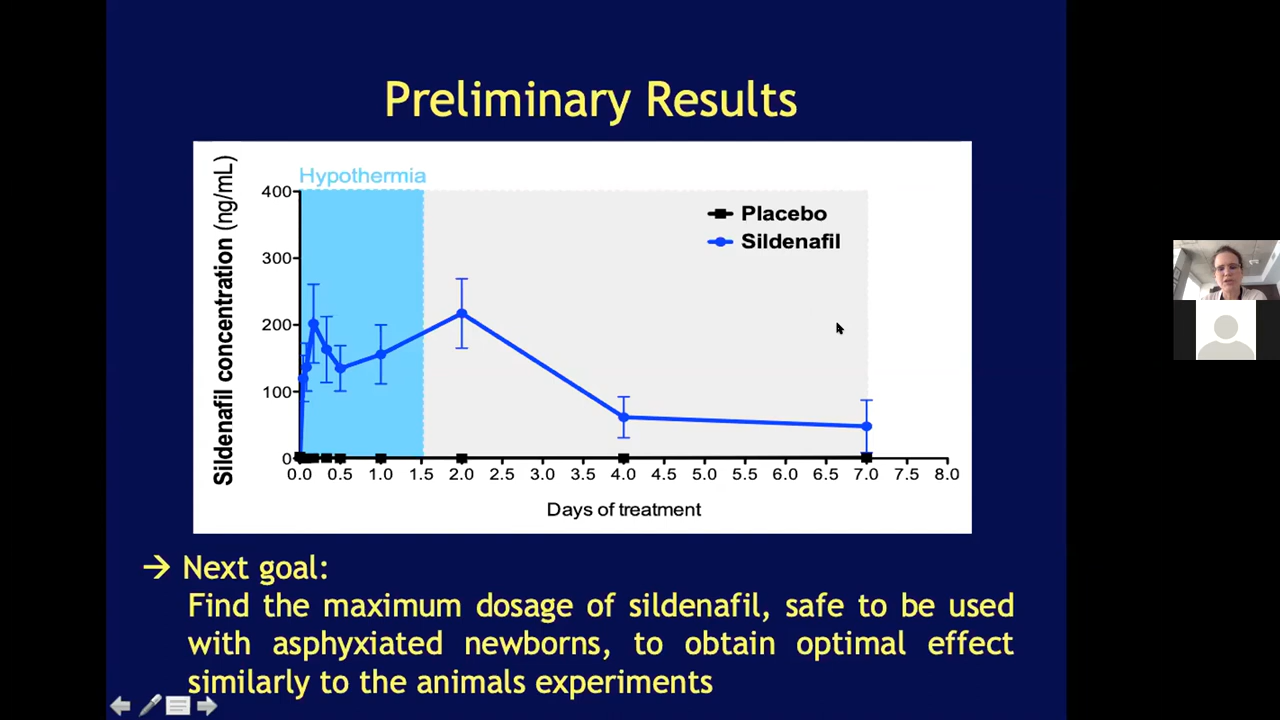 Preliminary Results
Hypothermia
Sildenafil concentration (ng/mL)
400
300
200
100
0
Placebo
Sildenafil
0.0 0.5 1.0 1.5 2.0 2.5 3.0 3.5 4.0 4.5 5.0 5.5 6.0 6.5 7.0 7.5 8.0
Days of treatment
→ Next goal:
Find the maximum dosage of sildenafil, safe to be used
with asphyxiated newborns, to obtain optimal effect
similarly to the animals experiments